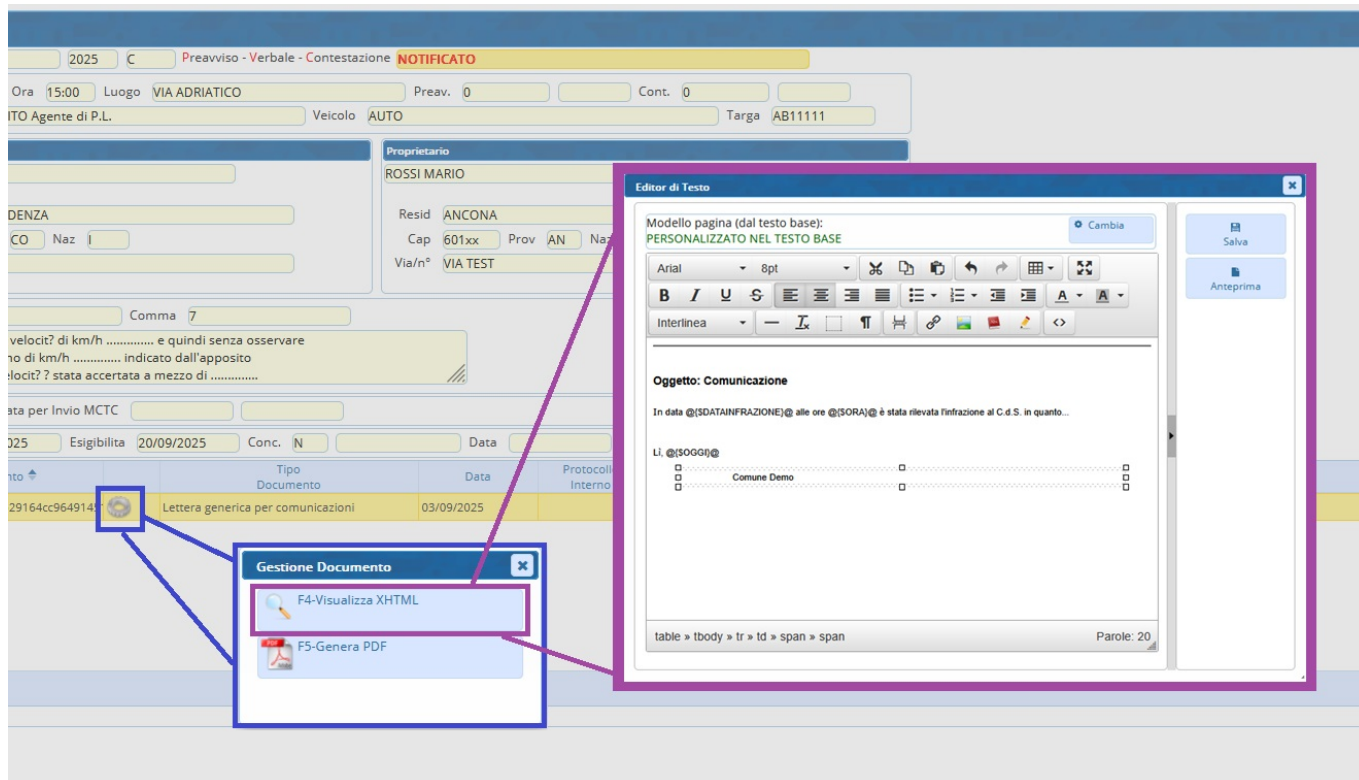 2025 C Preavviso - Verbale - Contestazione NOTIFICATO
Ora 15:00 Luogo VIA ADRIATICO Preav. 0 Cont. 0
ITO Agente di P.L. Veicolo AUTO Targa AB11111
Proprietario
ROSSI MARIO
DENZA Resid ANCONA
CO Naz I Cap 601xx Prov AN Naz
Via/n° VIA TEST
Comma 7
velocit? di km/h .............. e quindi senza osservare
no di km/h ............. indicato dall'apposito
elocit? ? stata accertata a mezzo di ..............
ata per Invio MCTC
025 Esigibilita 20/09/2025 Conc. N Data
nto Tipo Documento Data Protocollo Interno
29164cc9649145 Lettera generica per comunicazioni 03/09/2025
Gestione Documento
F4-Visualizza XHTML
F5-Genera PDF
Editor di Testo
Modello pagina (dal testo base):
PERSONALIZZATO NEL TESTO BASE
Cambia
Salva
Anteprima
Arial 8pt
B I U S A A
Interlinea
Oggetto: Comunicazione
In data @{$DATAINFRAZIONE}@ alle ore @{$ORA}@ è stata rilevata l'infrazione al C.d.S. in quanto...
Lì, @{$OGGI}@
Comune Demo
table » tbody » tr » td » span » span Parole: 20